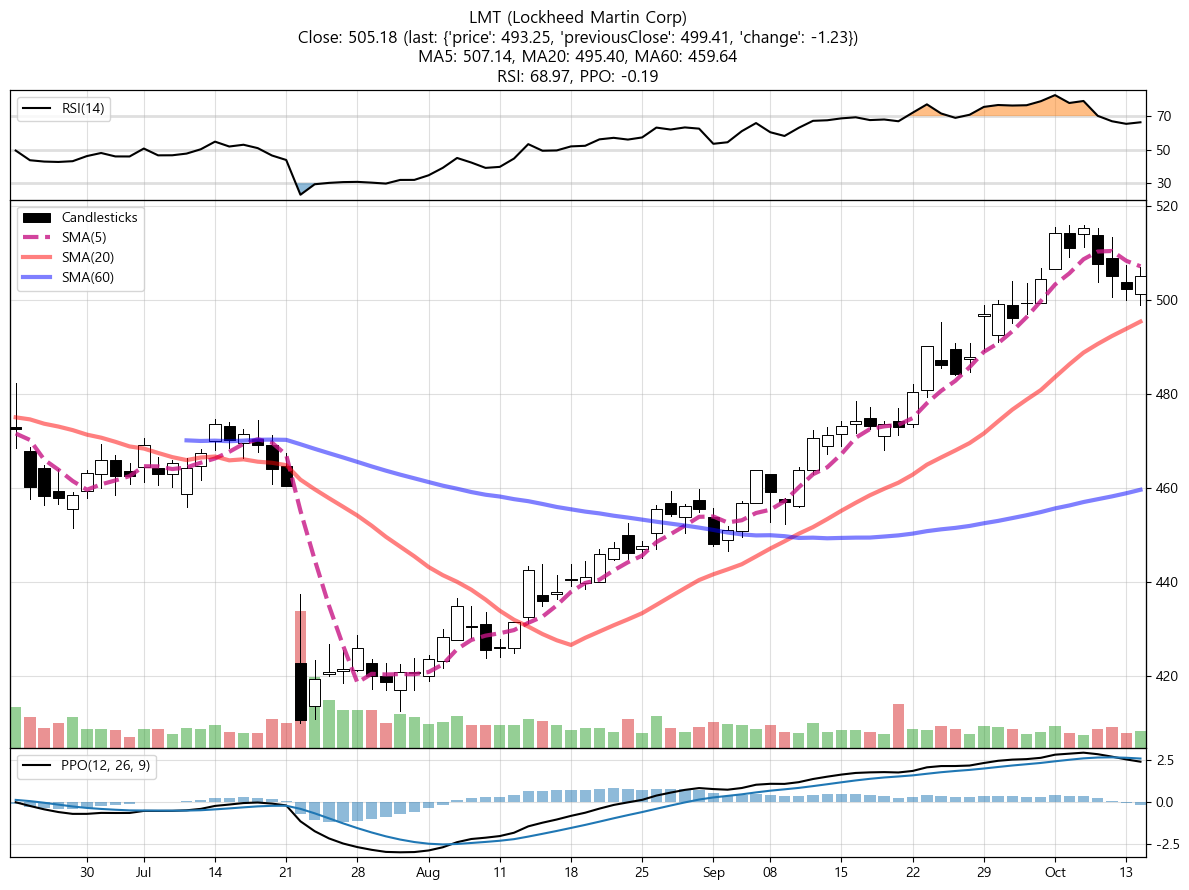 LMT (Lockheed Martin Corp)
Close: 505.18 (last: {'price': 493.25, 'previousClose': 499.41, 'change': -1.23})
MA5: 507.14, MA20: 495.40, MA60: 459.64
RSI: 68.97, PPO: -0.19
RSI(14)
70
50
30
Candlesticks
SMA(5)
SMA(20)
SMA(60)
520
500
480
460
440
420
PPO(12, 26, 9)
2.5
0.0
−2.5
30 Jul 14 21 28 Aug 11 18 25 Sep 08 15 22 29 Oct 13